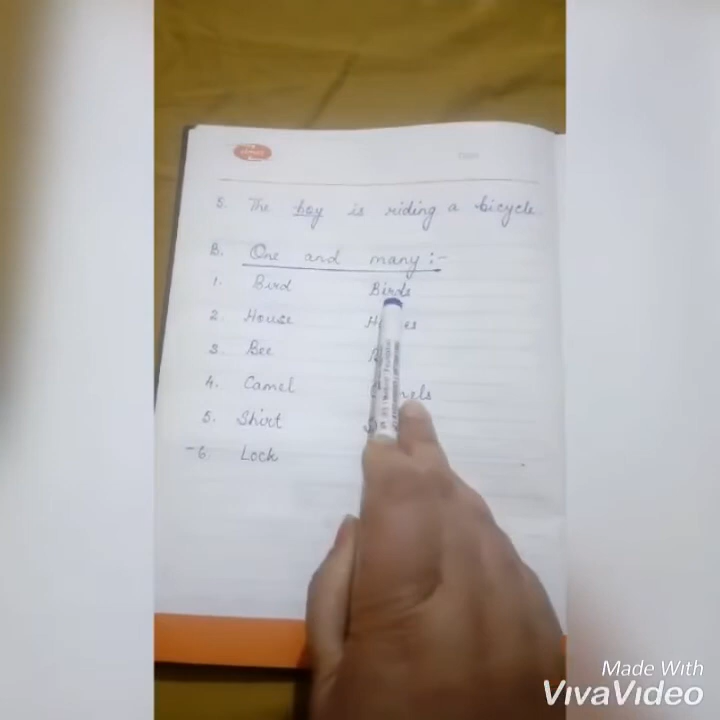 5. The boy is riding a bicycle.
B. One and many :-
1. Bird Birds
2. House
3. Bee
4. Camel
5. Shirt
6 Lock
Made With
VivaVideo